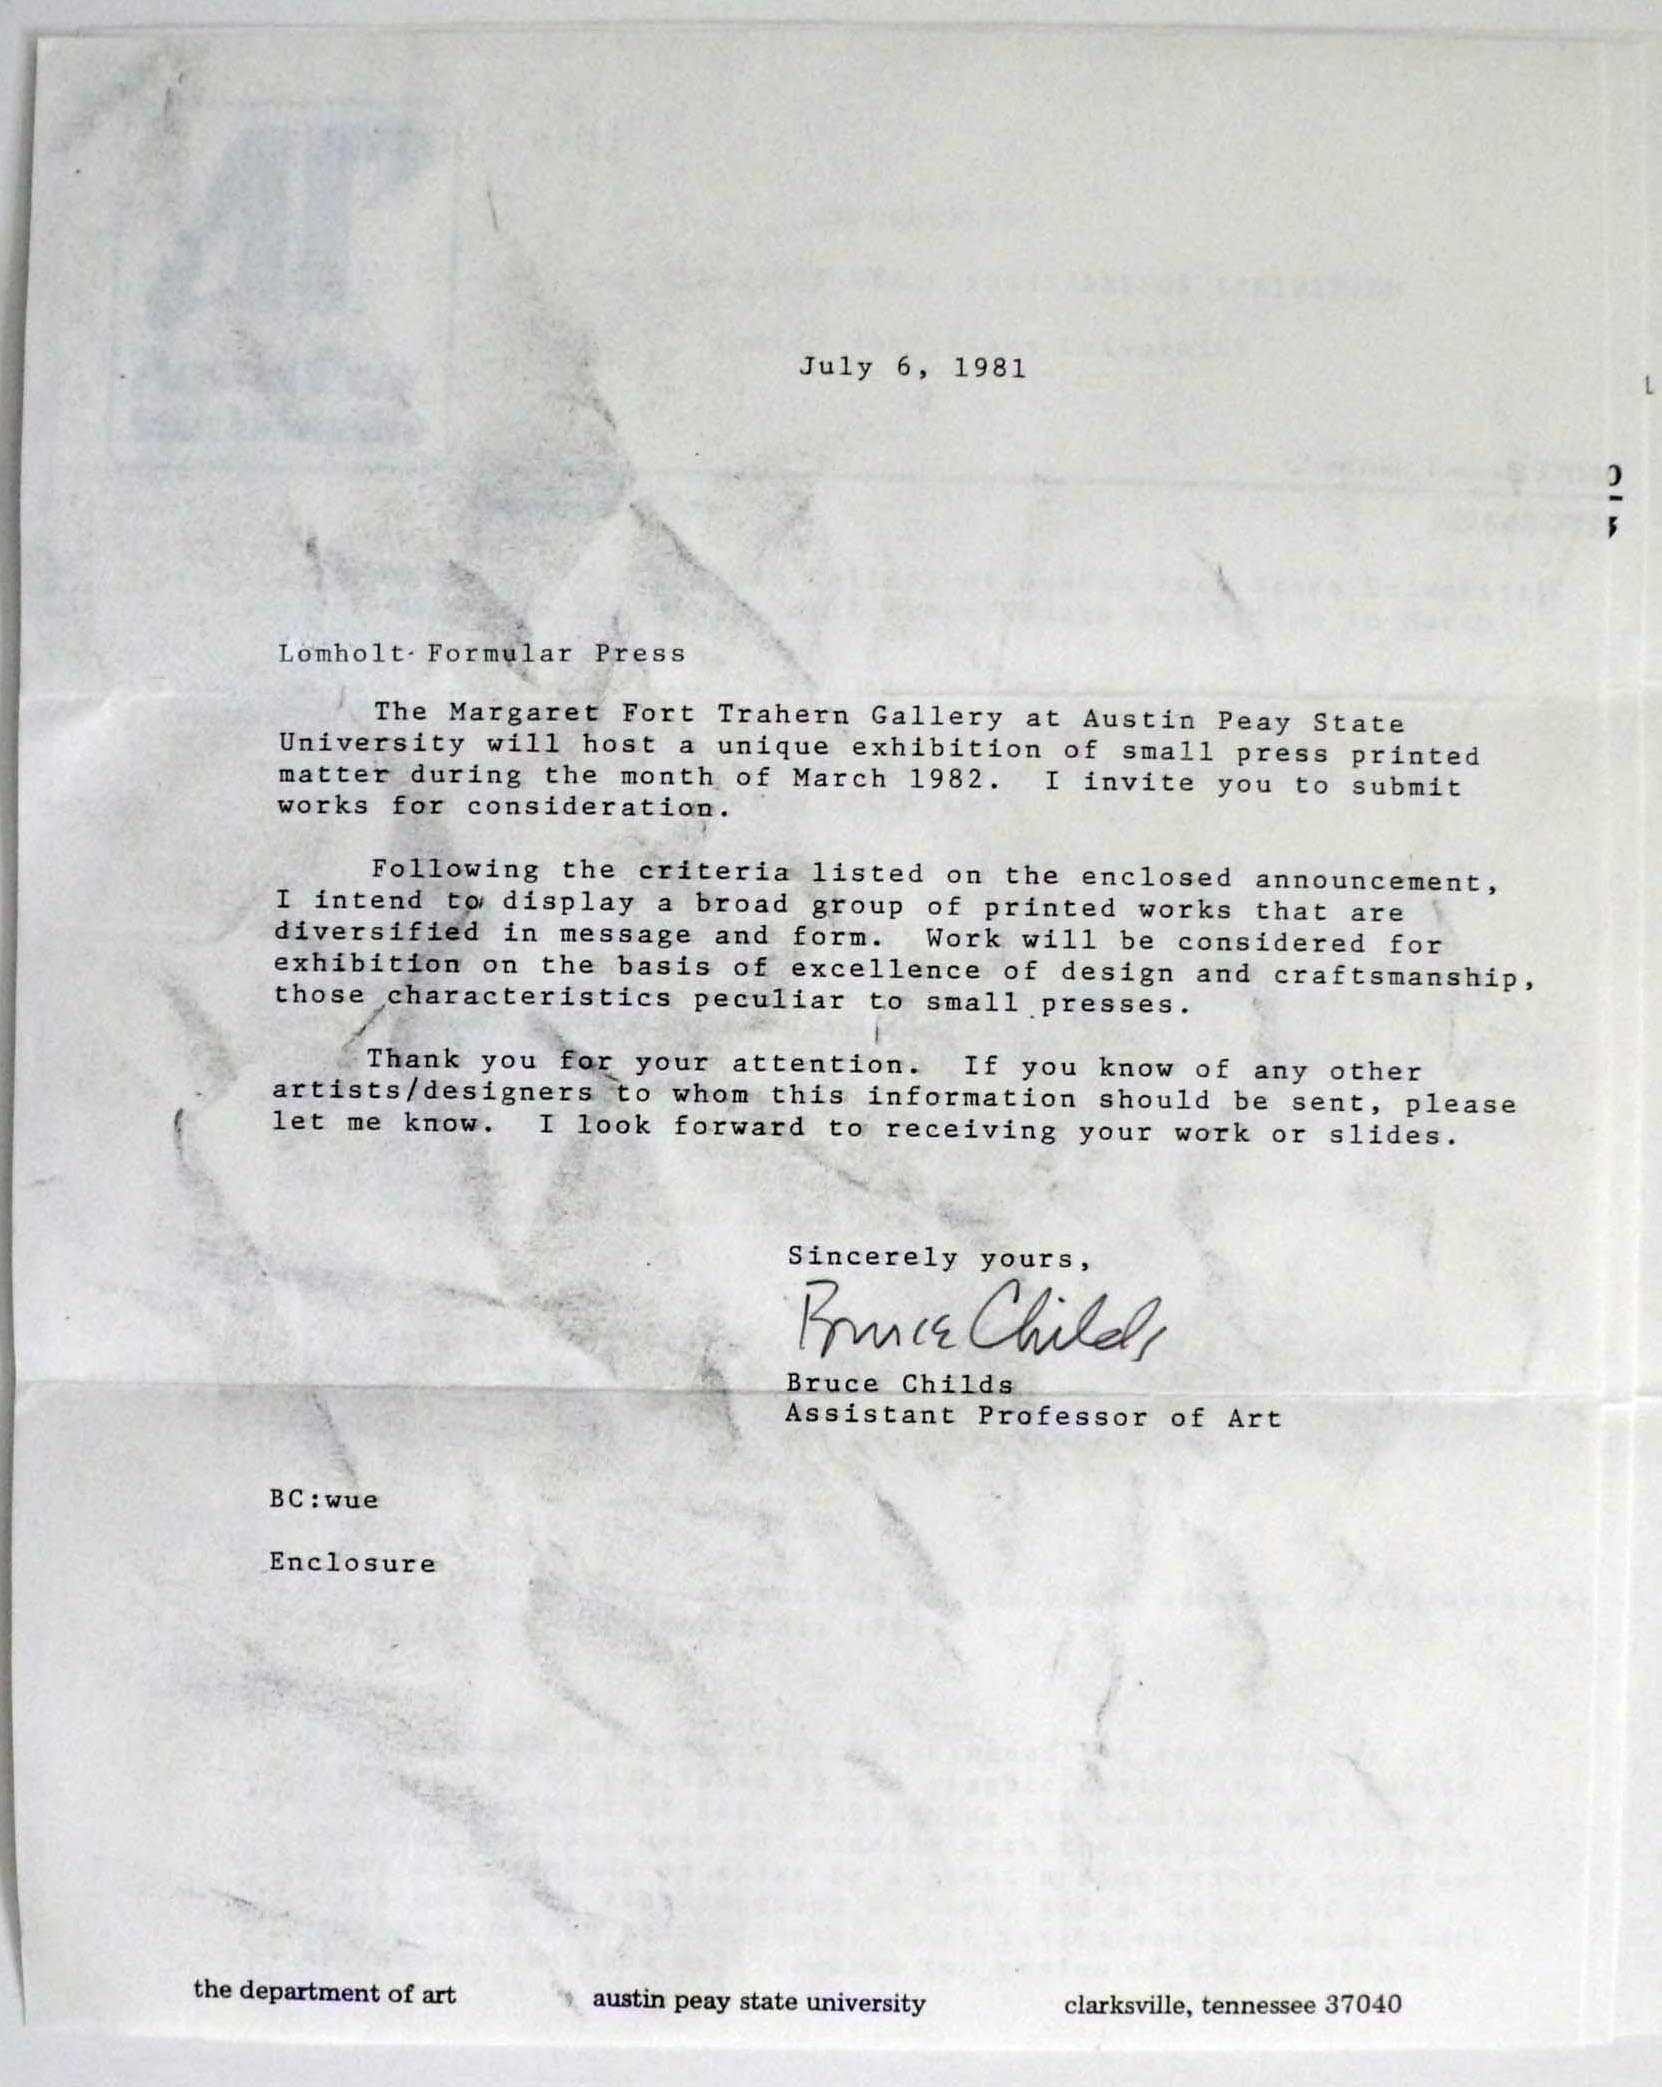 July 6, 1981
Lomholt Formular Press
The Margaret Fort Trahern Gallery at Austin Peay State
University will host a unique exhibition of small press printed
matter during the month of March 1982. I invite you to submit
works for consideration.
Following the criteria listed on the enclosed announcement,
I intend to display a broad group of printed works that are
diversified in message and form. Work will be considered for
exhibition on the basis of excellence of design and craftsmanship,
those characteristics peculiar to small presses.
Thank you for your attention. If you know of any other
artists/designers to whom this information should be sent, please
let me know. I look forward to receiving your work or slides.
Sincerely yours,
Bruce Childs
Bruce Childs
Assistant Professor of Art
BC:wue
Enclosure
the department of art austin peay state university clarksville, tennessee 37040